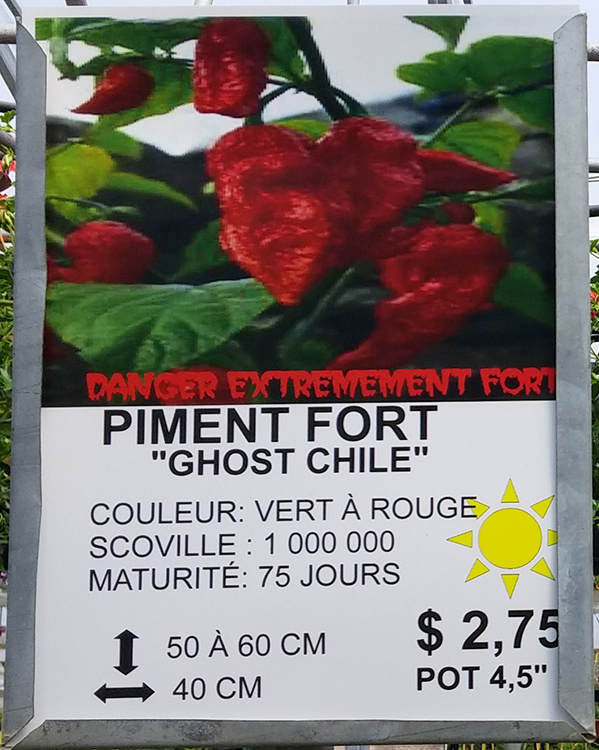 DANGER EXTREMEMENT FORT
PIMENT FORT
"GHOST CHILE"
COULEUR: VERT À ROUGE
SCOVILLE : 1 000 000
MATURITÉ: 75 JOURS
50 À 60 CM
40 CM
$ 2,75
POT 4,5"